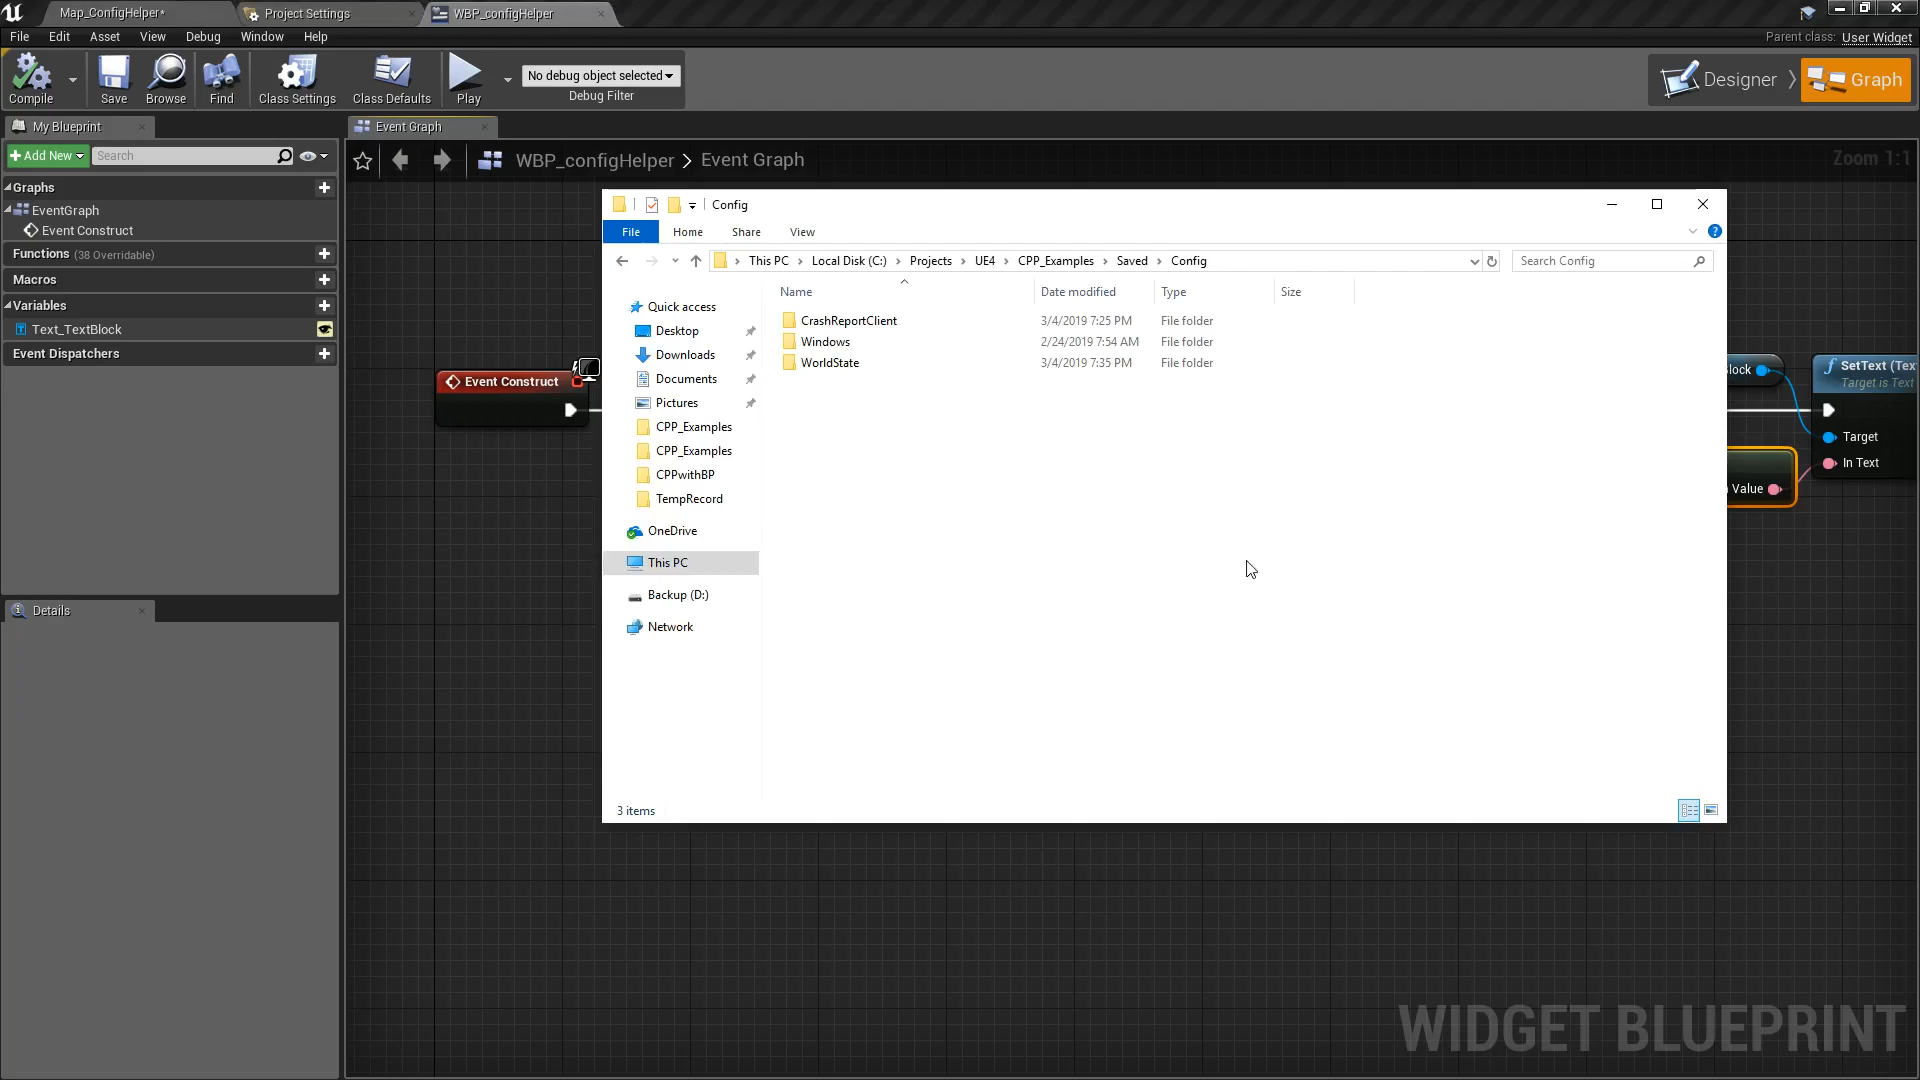 Map_ConfigHelper*
Project Settings
WBP_configHelper
File Edit Asset View Debug Window Help
Parent class: User Widget
Compile
Save
Browse
Find
Class Settings
Class Defaults
Play
No debug object selected
Debug Filter
Designer
Graph
My Blueprint
Event Graph
Add New
Search
WBP_configHelper > Event Graph
Zoom 1:1
Graphs
EventGraph
Event Construct
Functions (38 Overridable)
Macros
Variables
Text_TextBlock
Event Dispatchers
Details
Event Construct
Config
File Home Share View
This PC > Local Disk (C:) > Projects > UE4 > CPP_Examples > Saved > Config
Search Config
Name Date modified Type Size
Quick access
Desktop
Downloads
Documents
Pictures
CPP_Examples
CPP_Examples
CPPwithBP
TempRecord
OneDrive
This PC
Backup (D:)
Network
CrashReportClient 3/4/2019 7:25 PM File folder
Windows 2/24/2019 7:54 AM File folder
WorldState 3/4/2019 7:35 PM File folder
3 items
lock
SetText (Tex
Target is Text
Target
In Text
Value
WIDGET BLUEPRINT